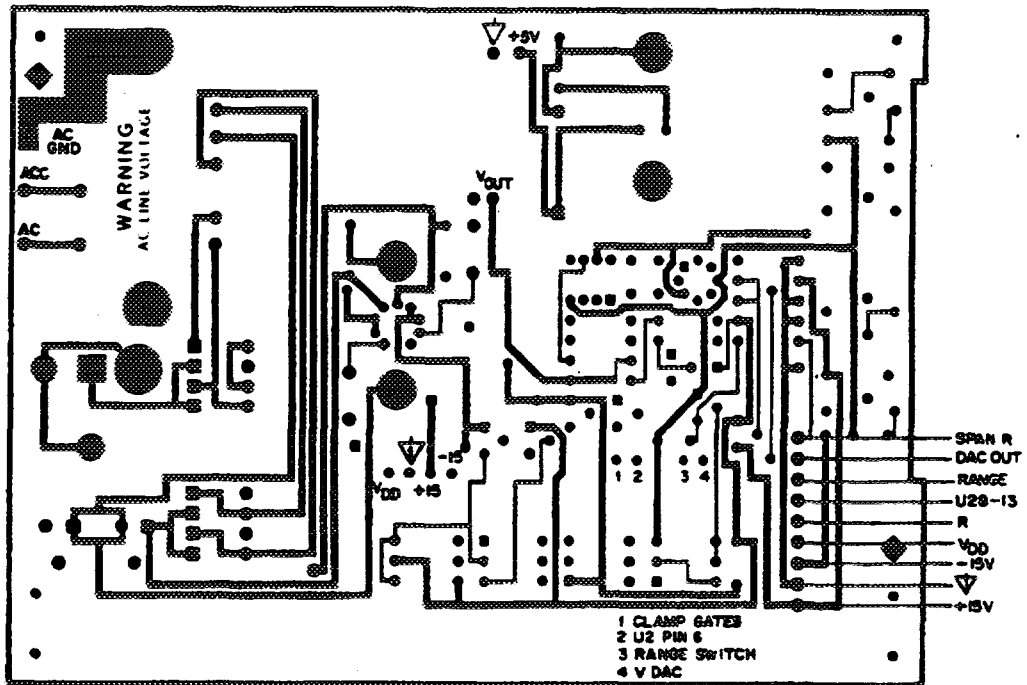 +5V
AC
GND
WARNING
AC LINE VOLTAGE
ACC
AC
VOUT
-15
VDD +15
1 2 3 4
SPAN R
DAC OUT
RANGE
U28-13
R
VDD
-15V
+15V
1 CLAMP GATES
2 U2 PIN 6
3 RANGE SWITCH
4 V DAC